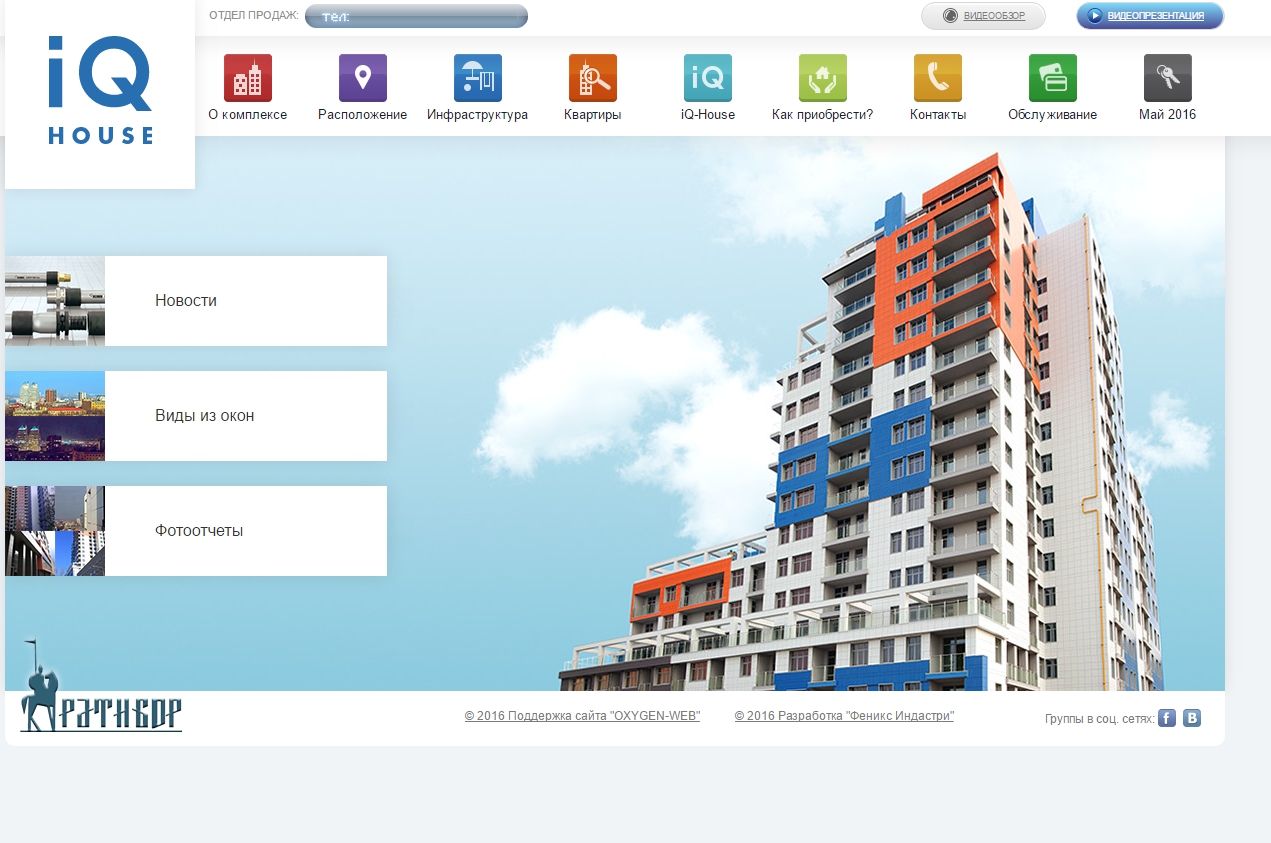 ОТДЕЛ ПРОДАЖ:
тел:
ВИДЕООБЗОР
ВИДЕОПРЕЗЕНТАЦИЯ
iQ
HOUSE
О комплексе
Расположение
Инфраструктура
Квартиры
iQ
iQ-House
Как приобрести?
Контакты
Обслуживание
Май 2016
Новости
Виды из окон
Фотоотчеты
РАТИБОР
© 2016 Поддержка сайта "OXYGEN-WEB"
© 2016 Разработка "Феникс Индастри"
Группы в соц. сетях:
f
B